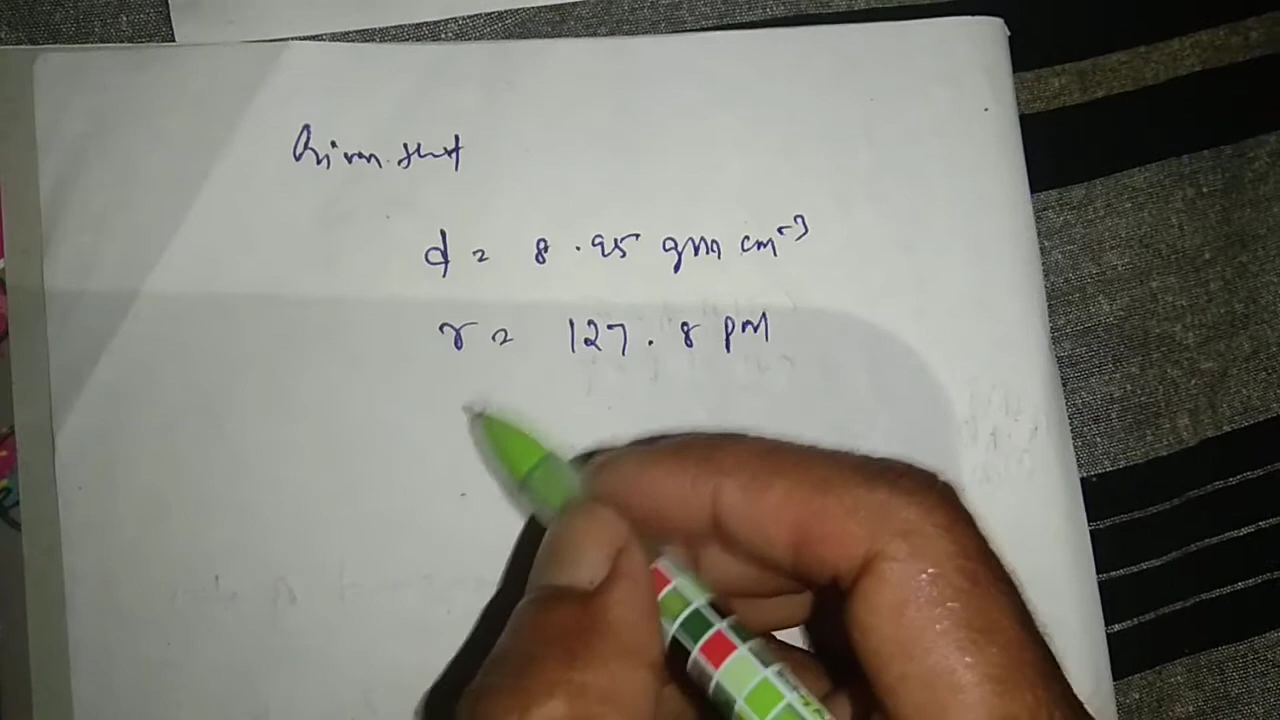 Given that
d = 8.95 gm cm⁻³
r = 127.8 pm